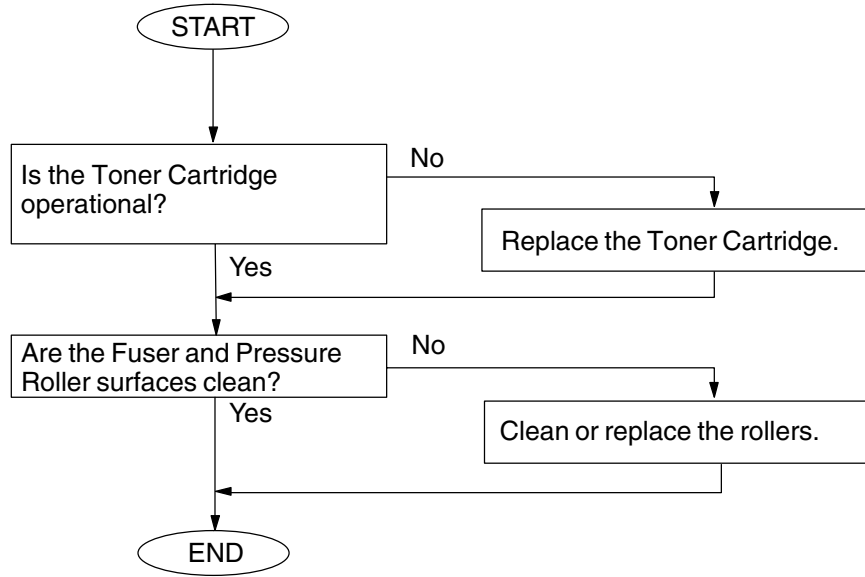 START
Is the Toner Cartridge
operational?
No
Replace the Toner Cartridge.
Yes
Are the Fuser and Pressure
Roller surfaces clean?
No
Clean or replace the rollers.
Yes
END